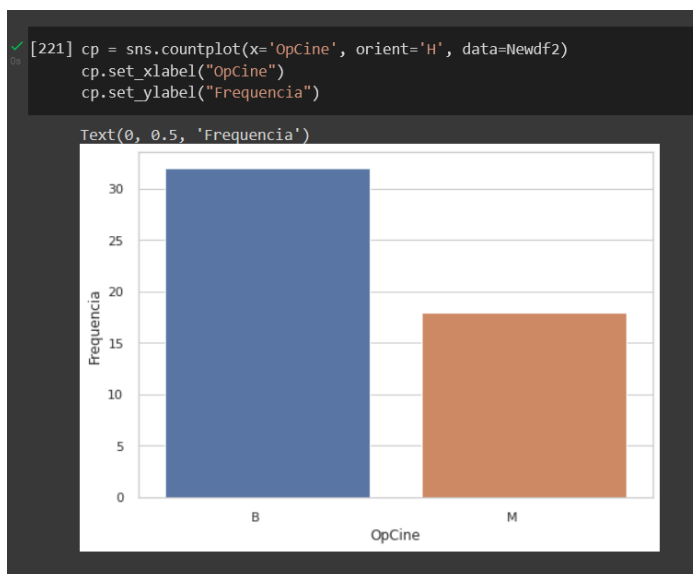 [221] cp = sns.countplot(x='OpCine', orient='H', data=Newdf2)
0s
cp.set_xlabel("OpCine")
cp.set_ylabel("Frequencia")
Text(0, 0.5, 'Frequencia')
30
25
20
15
10
5
0
Frequencia
B
M
OpCine